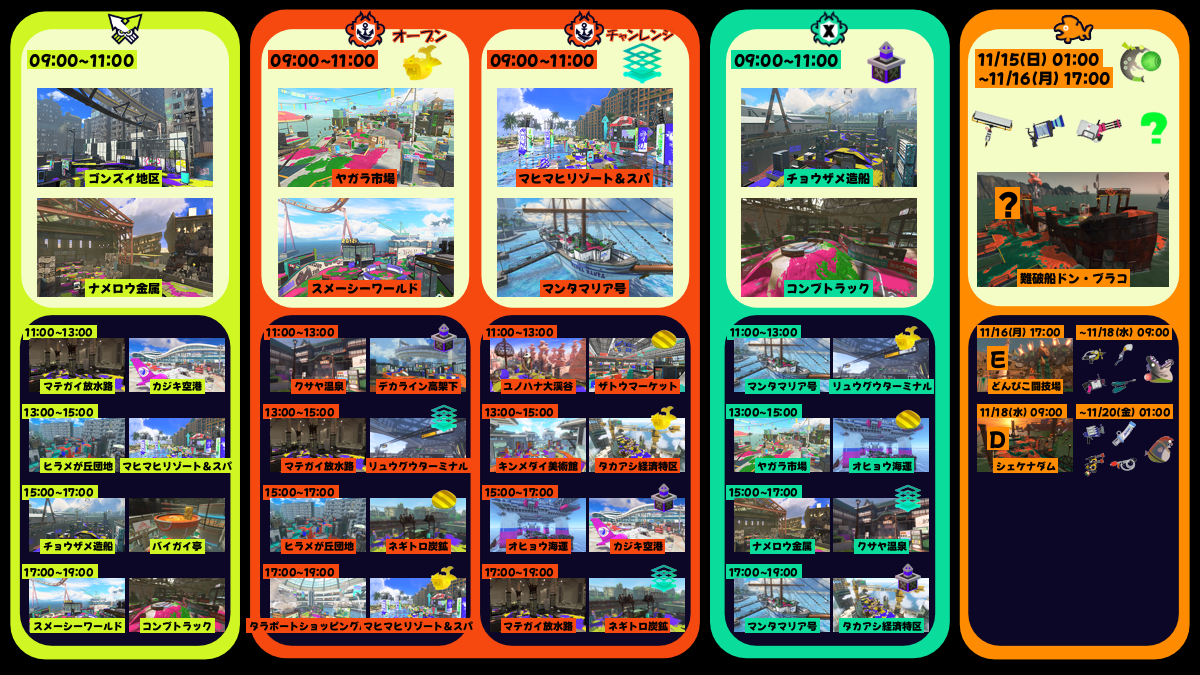 09:00~11:00
ゴンズイ地区
ナメロウ金属
11:00~13:00
マテガイ放水路
カジキ空港
13:00~15:00
ヒラメが丘団地
マヒマヒリゾート&スパ
15:00~17:00
チョウザメ造船
バイガイ亭
17:00~19:00
スメーシーワールド
コンブトラック
オープン
09:00~11:00
ヤガラ市場
スメーシーワールド
チャレンジ
09:00~11:00
マヒマヒリゾート&スパ
マンタマリア号
11:00~13:00
クサヤ温泉
デカライン高架下
13:00~15:00
マテガイ放水路
リュウグウターミナル
15:00~17:00
ヒラメが丘団地
ネギトロ炭鉱
17:00~19:00
タラポートショッピング
マヒマヒリゾート&スパ
11:00~13:00
ユノハナ大渓谷
ザトウマーケット
13:00~15:00
キンメダイ美術館
タカアシ経済特区
15:00~17:00
オヒョウ海運
カジキ空港
17:00~19:00
マテガイ放水路
ネギトロ炭鉱
X
09:00~11:00
チョウザメ造船
コンブトラック
11:00~13:00
マンタマリア号
リュウグウターミナル
13:00~15:00
ヤガラ市場
オヒョウ海運
15:00~17:00
ナメロウ金属
クサヤ温泉
17:00~19:00
マンタマリア号
タカアシ経済特区
11/15(日) 01:00
~11/16(月) 17:00
?
?
難破船ドン・ブラコ
11/16(月) 17:00
~11/18(水) 09:00
E
どんぴこ闘技場
11/18(水) 09:00
~11/20(金) 01:00
D
シェケナダム